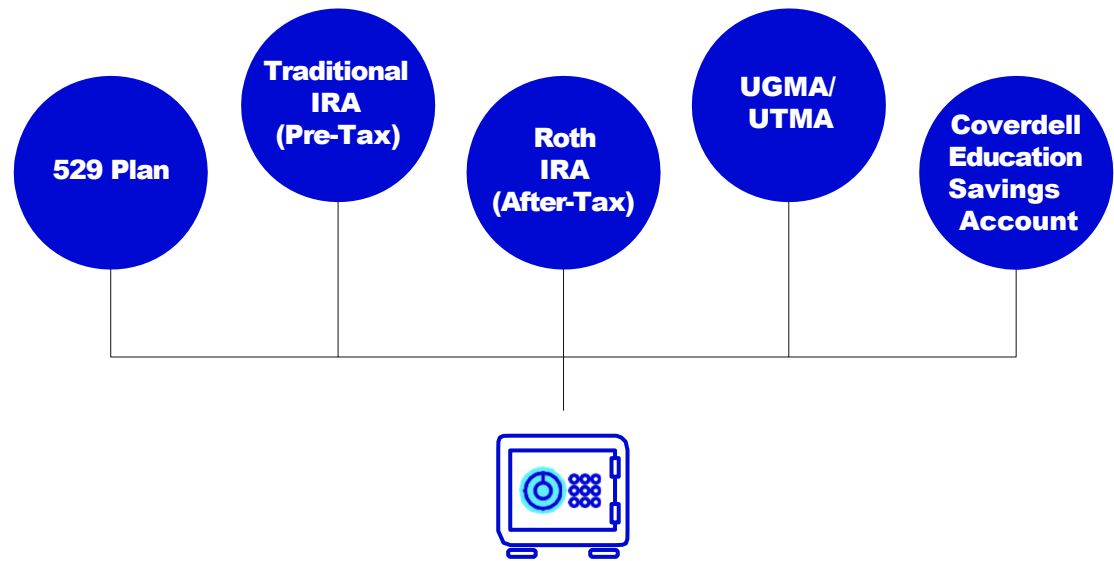 529 Plan
Traditional
IRA
(Pre-Tax)
Roth
IRA
(After-Tax)
UGMA/
UTMA
Coverdell
Education
Savings
Account